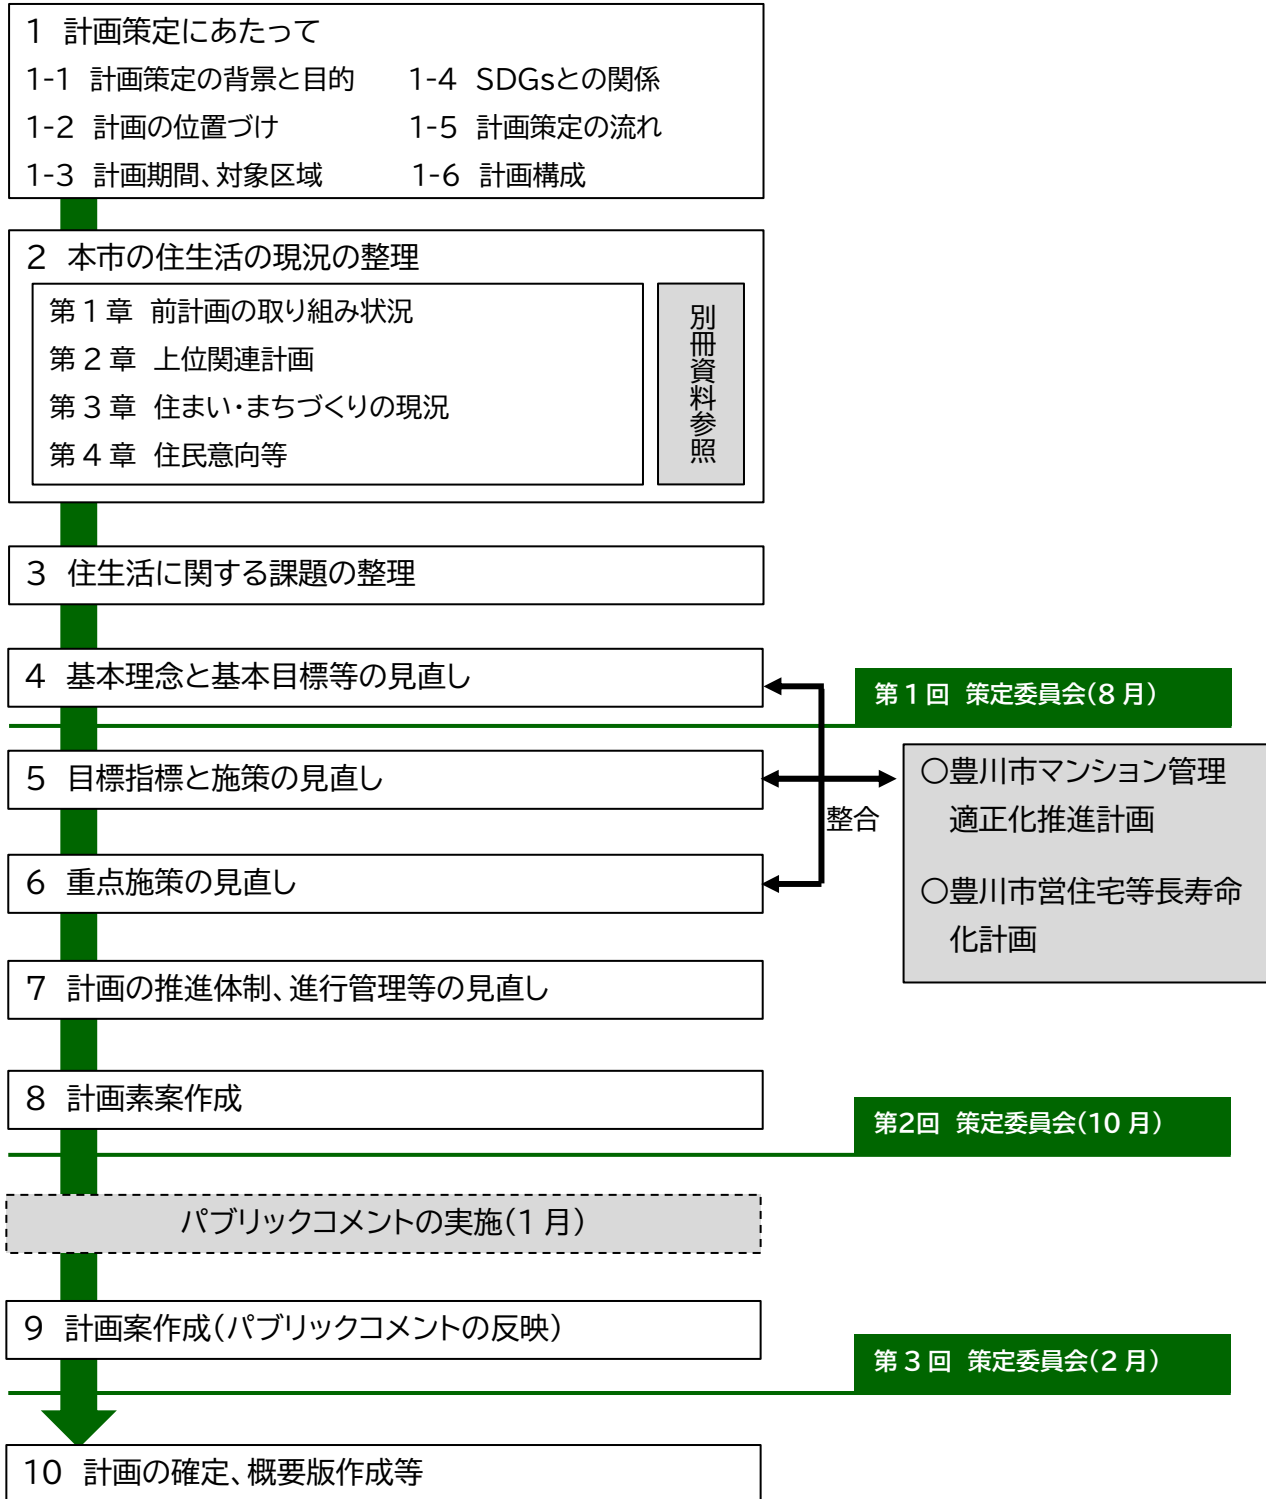 1 計画策定にあたって
1-1 計画策定の背景と目的 1-4 SDGsとの関係
1-2 計画の位置づけ 1-5 計画策定の流れ
1-3 計画期間、対象区域 1-6 計画構成
2 本市の住生活の現況の整理
第1章 前計画の取り組み状況
第2章 上位関連計画
第3章 住まい・まちづくりの現況
第4章 住民意向等
別冊資料参照
3 住生活に関する課題の整理
4 基本理念と基本目標等の見直し
第1回 策定委員会(8月)
5 目標指標と施策の見直し
整合
○豊川市マンション管理
適正化推進計画
○豊川市営住宅等長寿命
化計画
6 重点施策の見直し
7 計画の推進体制、進行管理等の見直し
8 計画素案作成
第2回 策定委員会(10月)
パブリックコメントの実施(1月)
9 計画案作成(パブリックコメントの反映)
第3回 策定委員会(2月)
10 計画の確定、概要版作成等